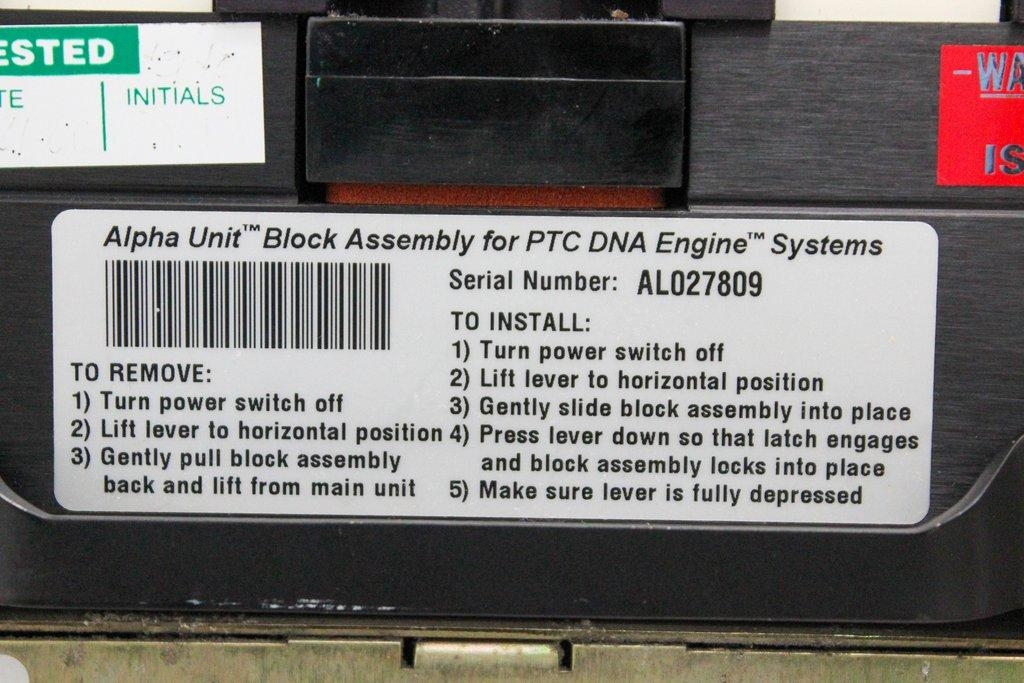 ESTED
TE
INITIALS
-WA
IS
Alpha Unit™ Block Assembly for PTC DNA Engine™ Systems
Serial Number: AL027809
TO REMOVE:
1) Turn power switch off
2) Lift lever to horizontal position
3) Gently pull block assembly
back and lift from main unit
TO INSTALL:
1) Turn power switch off
2) Lift lever to horizontal position
3) Gently slide block assembly into place
4) Press lever down so that latch engages
and block assembly locks into place
5) Make sure lever is fully depressed